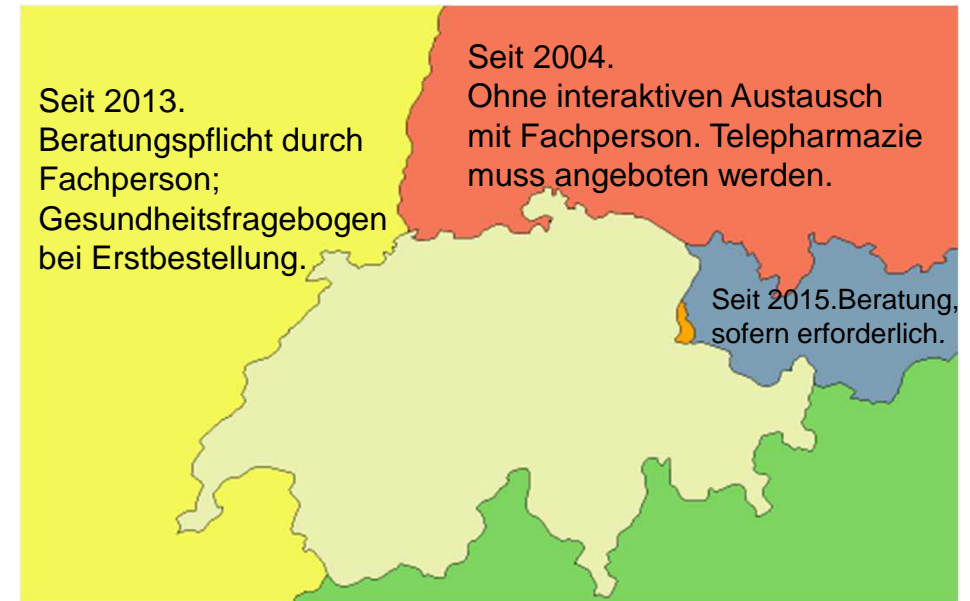 Seit 2013.
Beratungspflicht durch
Fachperson;
Gesundheitsfragebogen
bei Erstbestellung.
Seit 2004.
Ohne interaktiven Austausch
mit Fachperson. Telepharmazie
muss angeboten werden.
Seit 2015.Beratung,
sofern erforderlich.